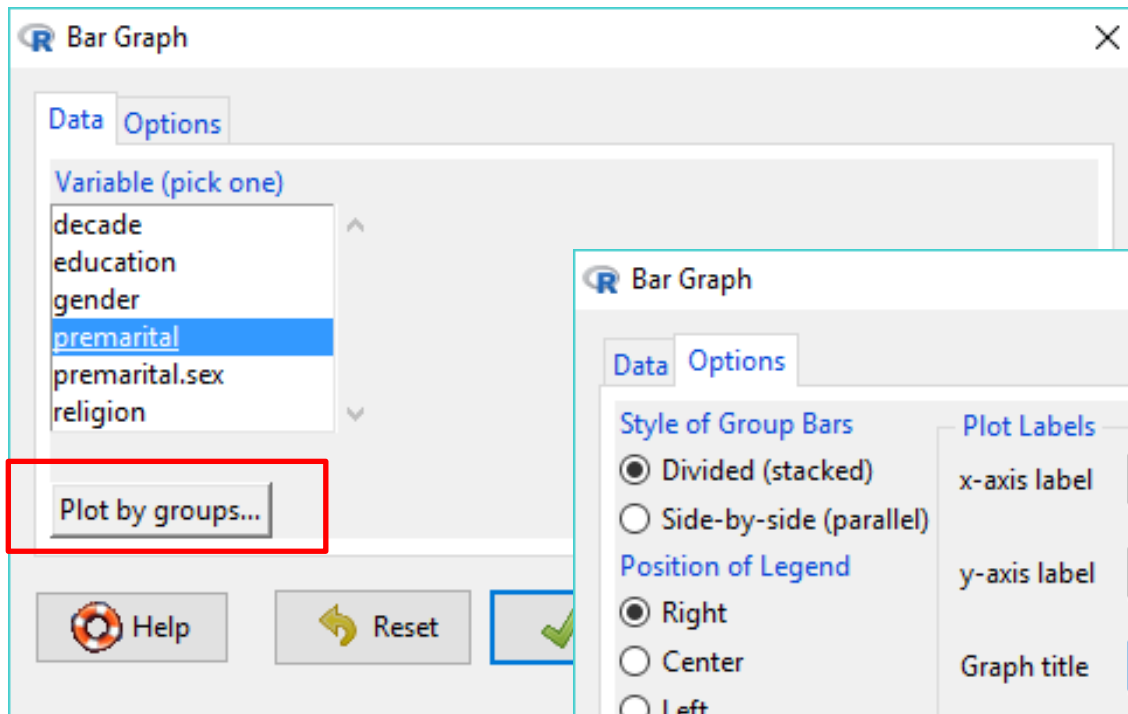 Bar Graph
Data Options
Variable (pick one)
decade
education
gender
premarital
premarital.sex
religion
Plot by groups...
Help Reset
Bar Graph
Data Options
Style of Group Bars
Divided (stacked)
Side-by-side (parallel)
Position of Legend
Right
Center
Left
Plot Labels
x-axis label
y-axis label
Graph title